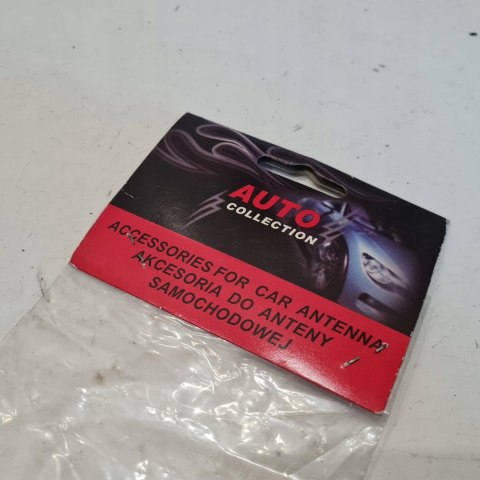 AUTO
COLLECTION
ACCESSORIES FOR CAR ANTENNA
AKCESORIA DO ANTENY
SAMOCHODOWEJ